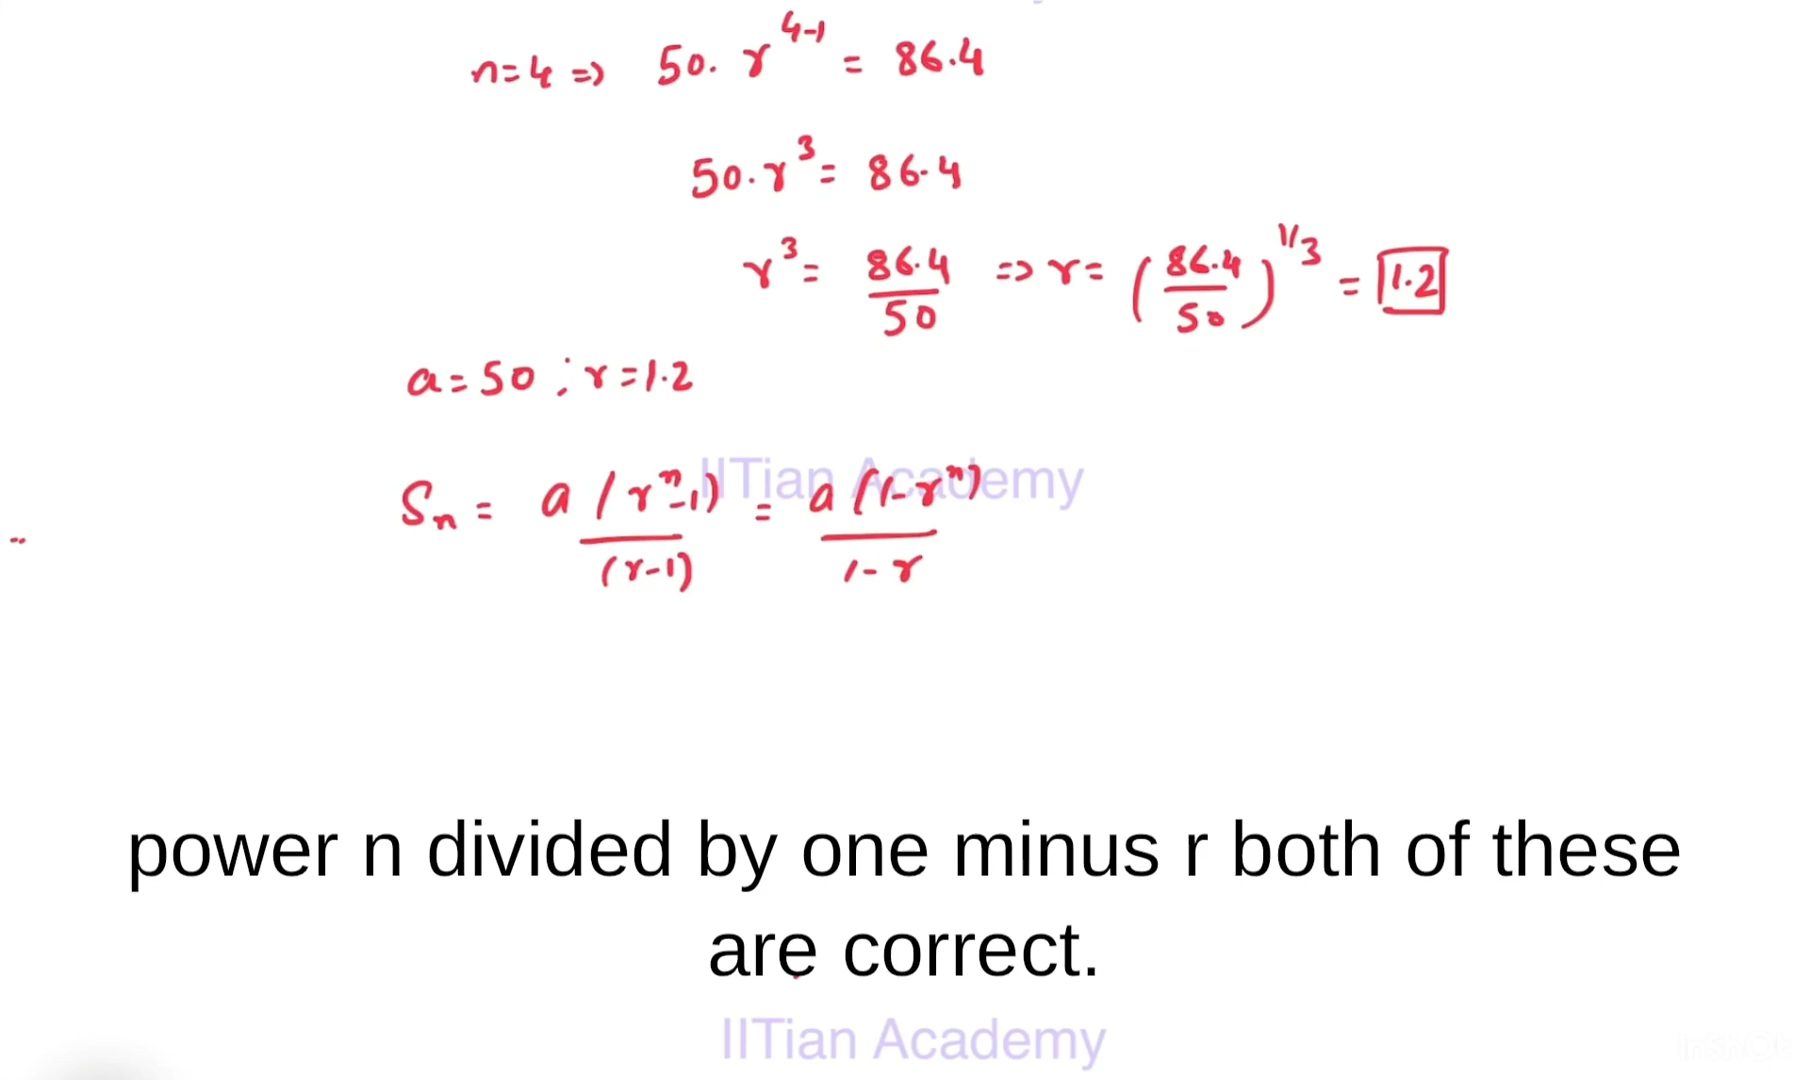 n=4 => 50. r^{4-1} = 86.4
50.r^3 = 86.4
r^3 = 86.4/50 => r = (86.4/50)^{1/3} = 1.2
a=50 ; r=1.2
IITian Academy
S_n = a(r^n-1)/(r-1) = a(1-r^n)/1-r
power n divided by one minus r both of these
are correct.
IITian Academy